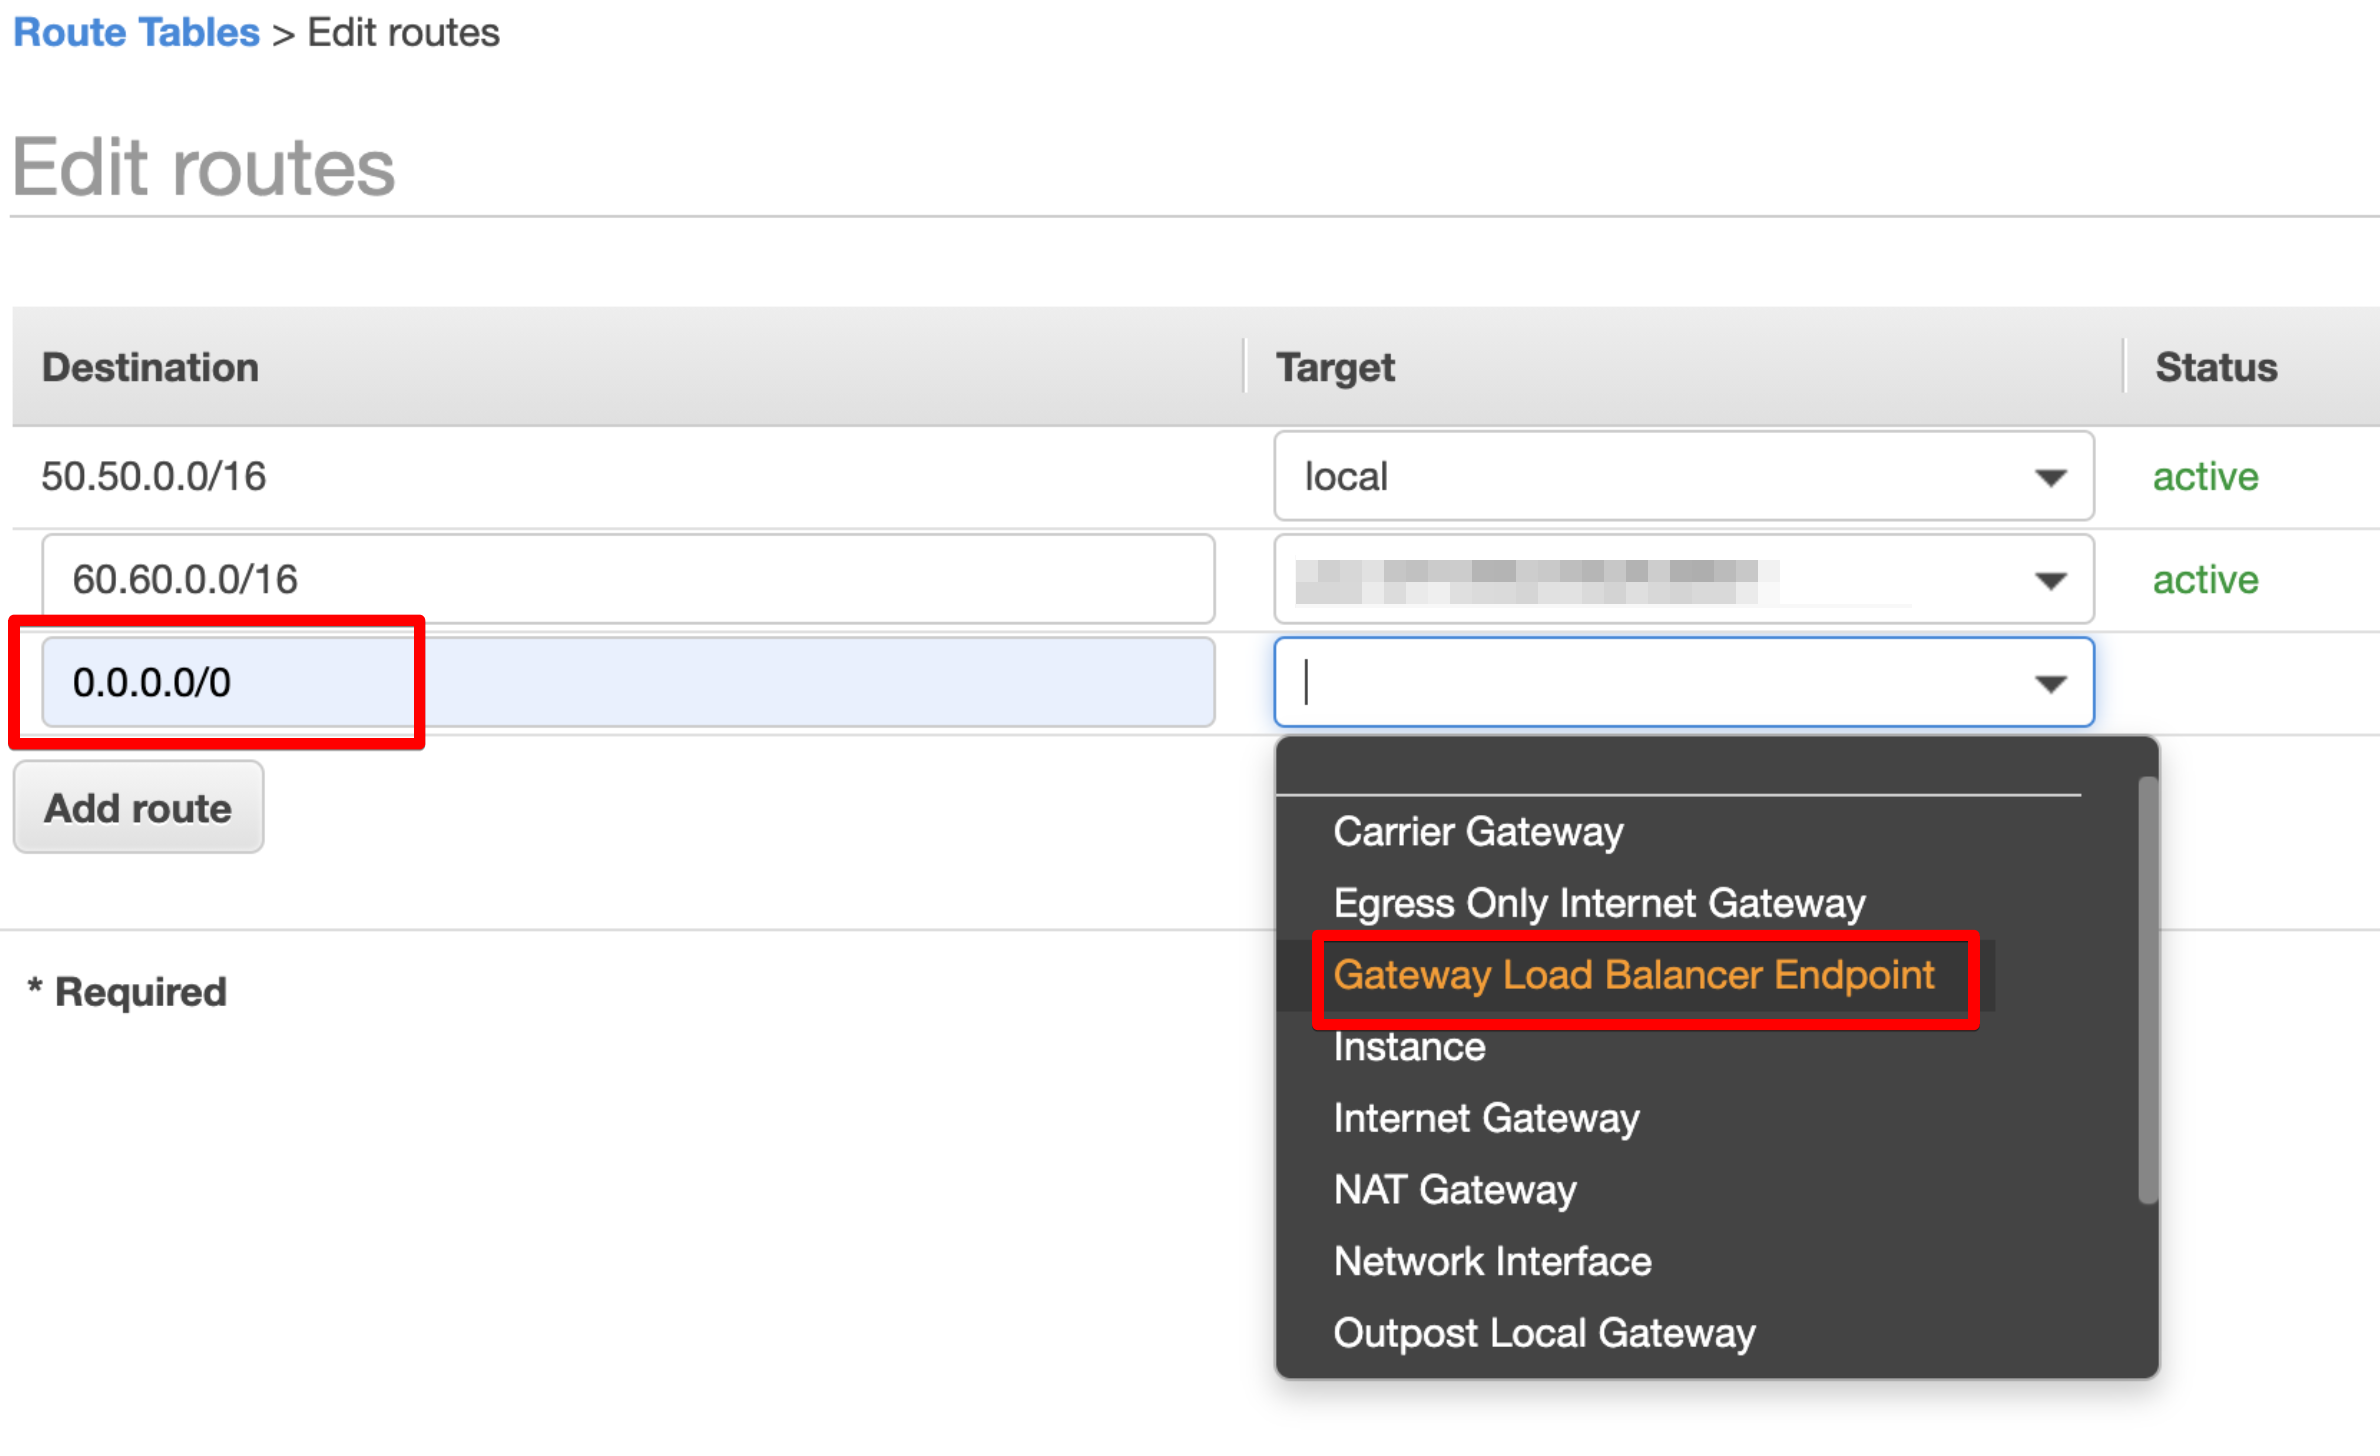 Route Tables > Edit routes
Edit routes
Destination Target Status
50.50.0.0/16 local active
60.60.0.0/16 active
0.0.0.0/0
Add route
Carrier Gateway
Egress Only Internet Gateway
Gateway Load Balancer Endpoint
Instance
Internet Gateway
NAT Gateway
Network Interface
Outpost Local Gateway
* Required